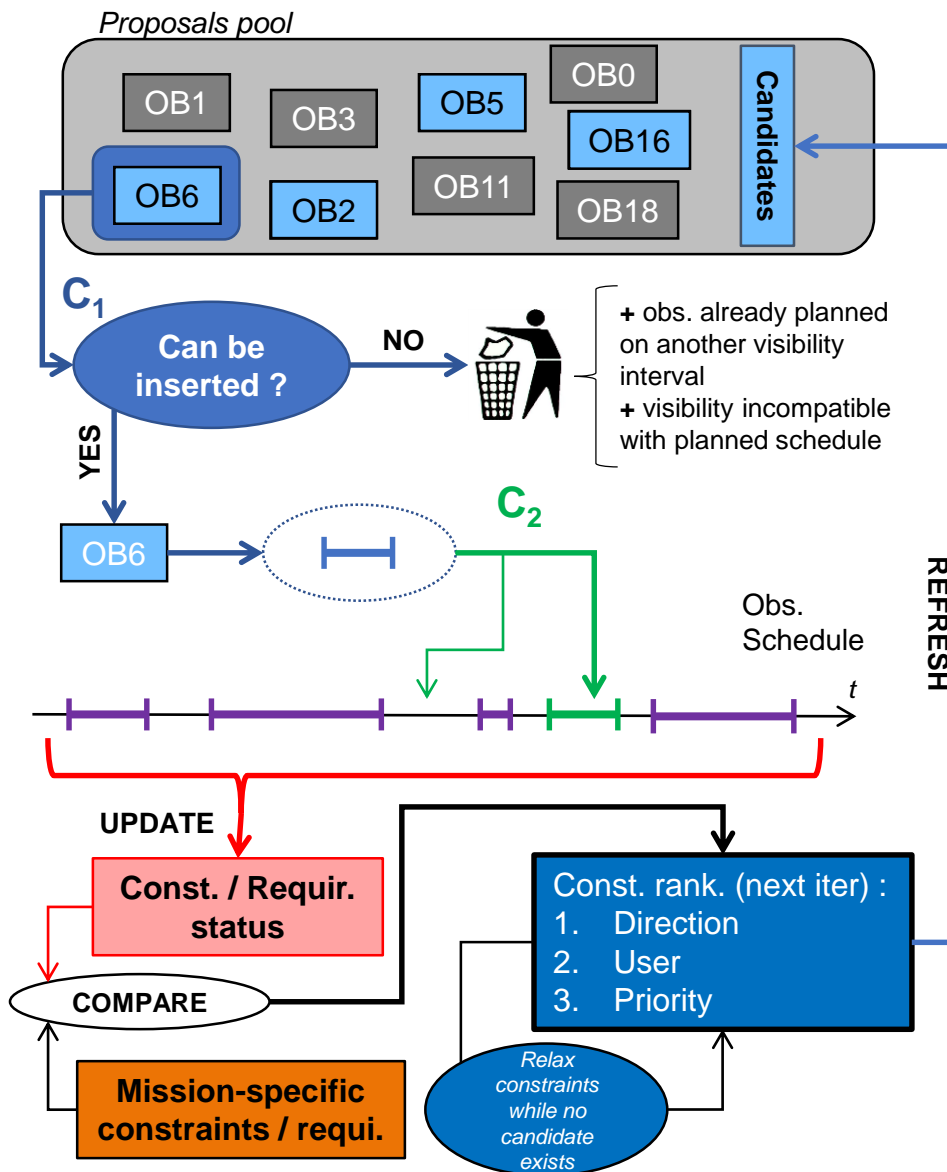 Proposals pool
OB1
OB3
OB5
OB0
OB16
OB6
OB2
OB11
OB18
Candidates
C1
Can be
inserted ?
NO
+ obs. already planned
on another visibility
interval
+ visibility incompatible
with planned schedule
YES
OB6
C2
Obs.
Schedule
t
REFRESH
UPDATE
Const. / Requir.
status
COMPARE
Mission-specific
constraints / requi.
Const. rank. (next iter) :
1. Direction
2. User
3. Priority
Relax
constraints
while no
candidate
exists